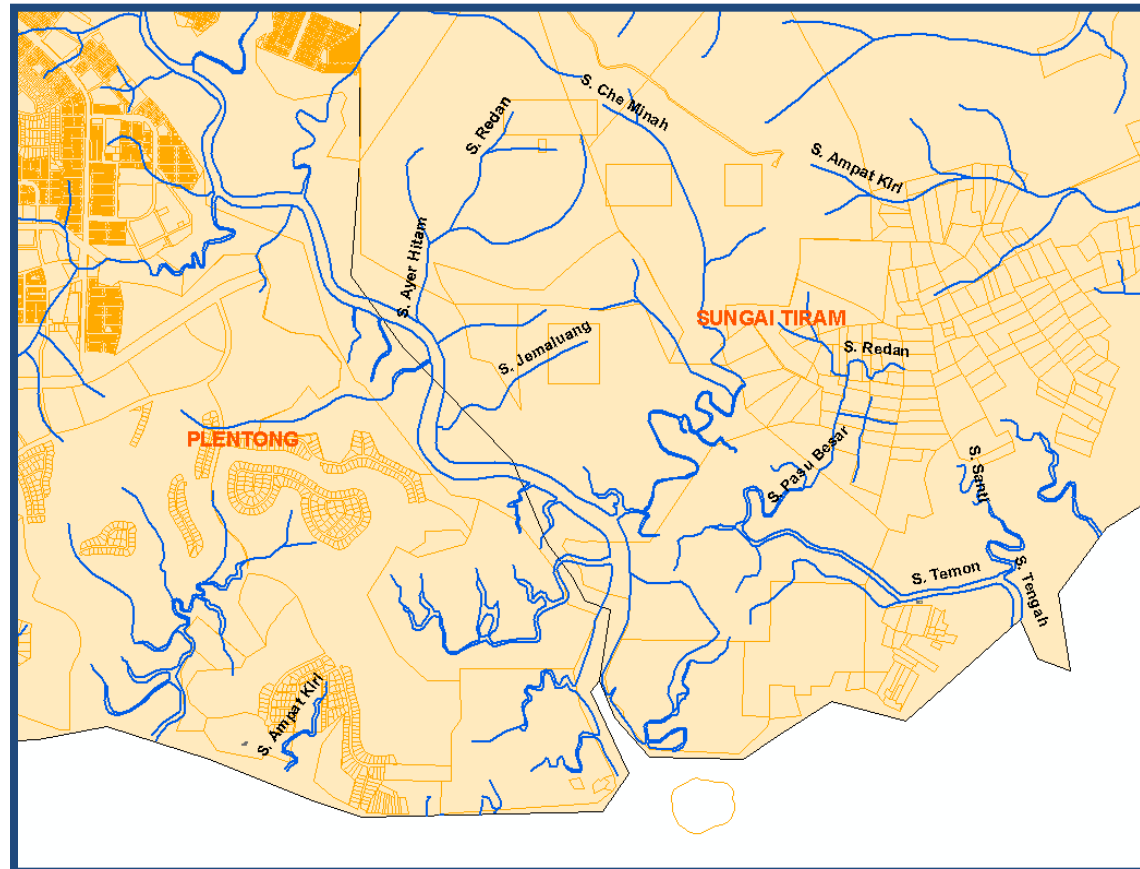 S. Che Minah
S. Redan
S. Ampat Kiri
S. Ayer Hitam
SUNGAI TIRAM
S. Redan
S. Jemaluang
PLENTONG
S. Pasu Besar
S. Santi
S. Temon
S. Tengah
S. Ampat Kiri